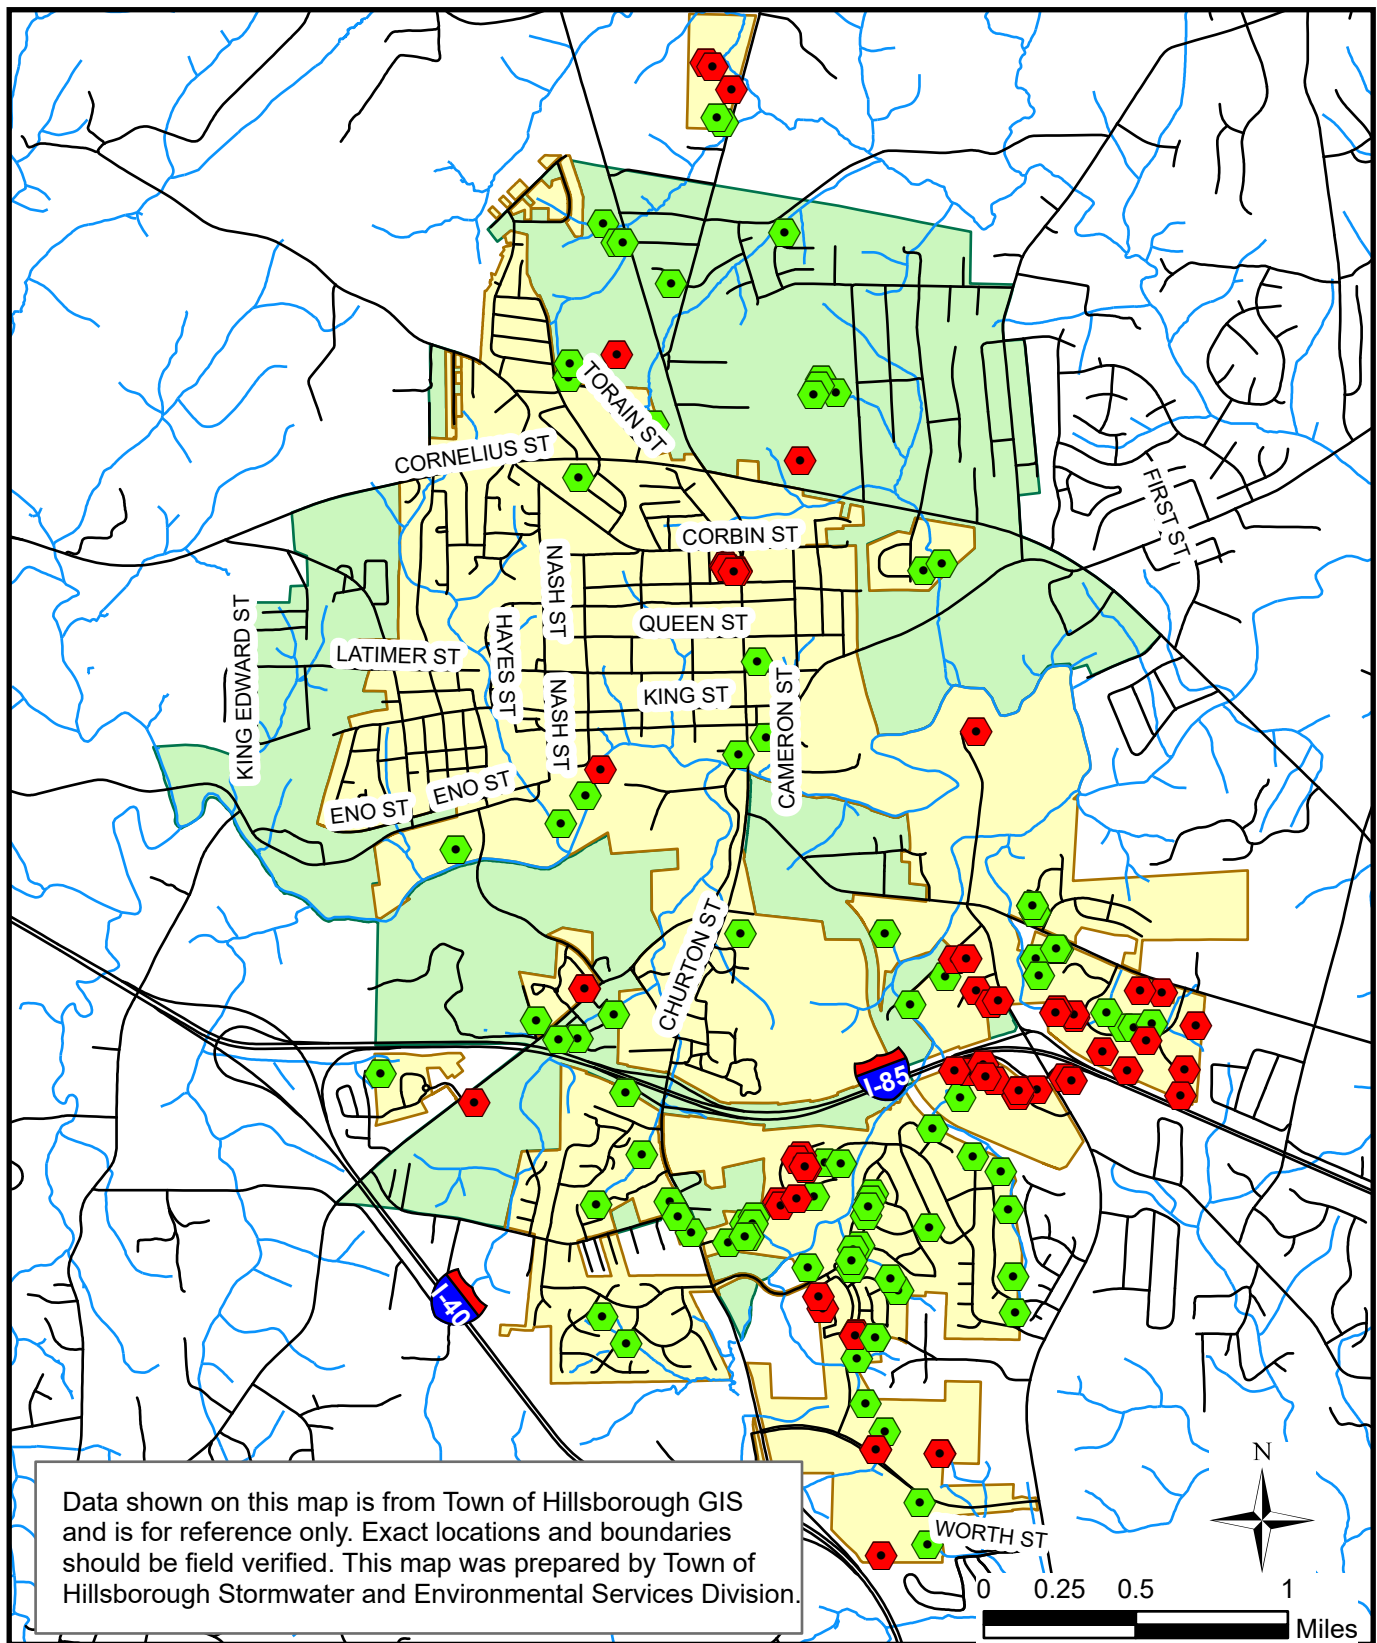 TORAIN ST
CORNELIUS ST
FIRST ST
CORBIN ST
NASH ST
KING EDWARD ST
HAYES ST
QUEEN ST
LATIMER ST
KING ST
NASH ST
CAMERON ST
ENO ST
ENO ST
CHURTON ST
I-85
I-40
N
Data shown on this map is from Town of Hillsborough GIS
and is for reference only. Exact locations and boundaries
should be field verified. This map was prepared by Town of
Hillsborough Stormwater and Environmental Services Division.
WORTH ST
0 0.25 0.5 1
Miles